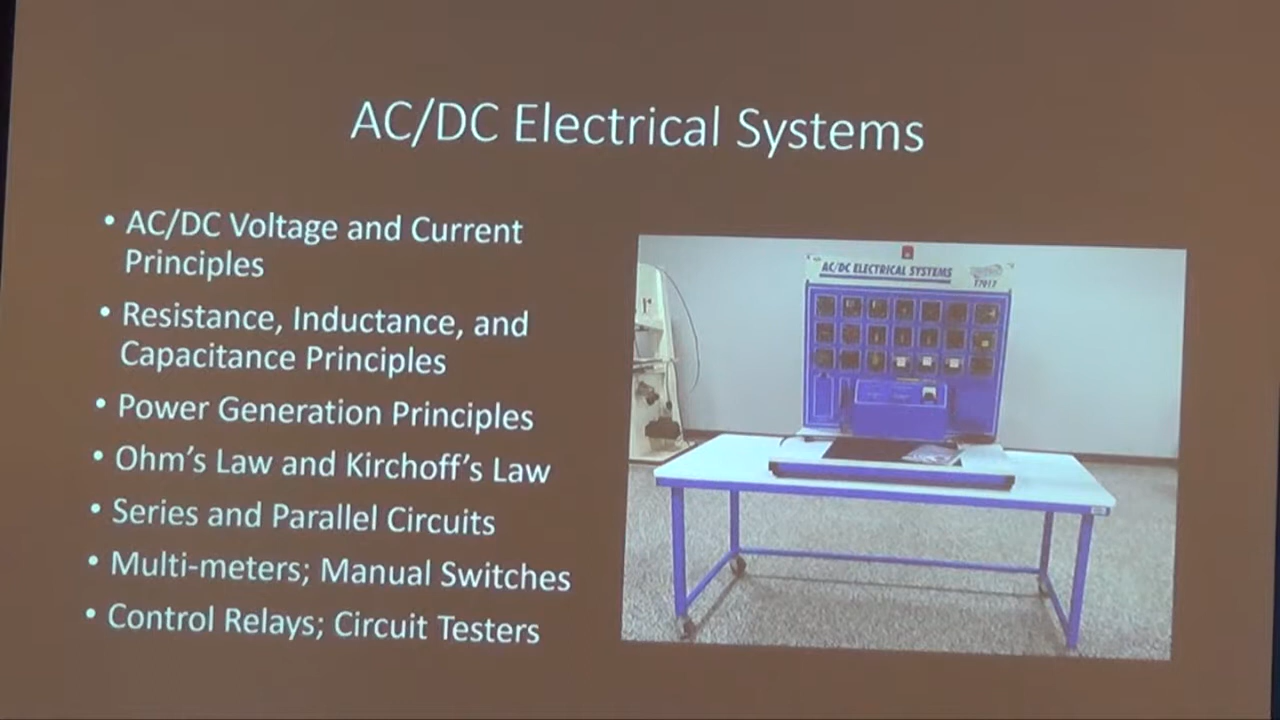 AC/DC Electrical Systems
• AC/DC Voltage and Current
Principles
• Resistance, Inductance, and
Capacitance Principles
• Power Generation Principles
• Ohm's Law and Kirchoff's Law
• Series and Parallel Circuits
• Multi-meters; Manual Switches
• Control Relays; Circuit Testers
AC/DC ELECTRICAL SYSTEMS
T7017